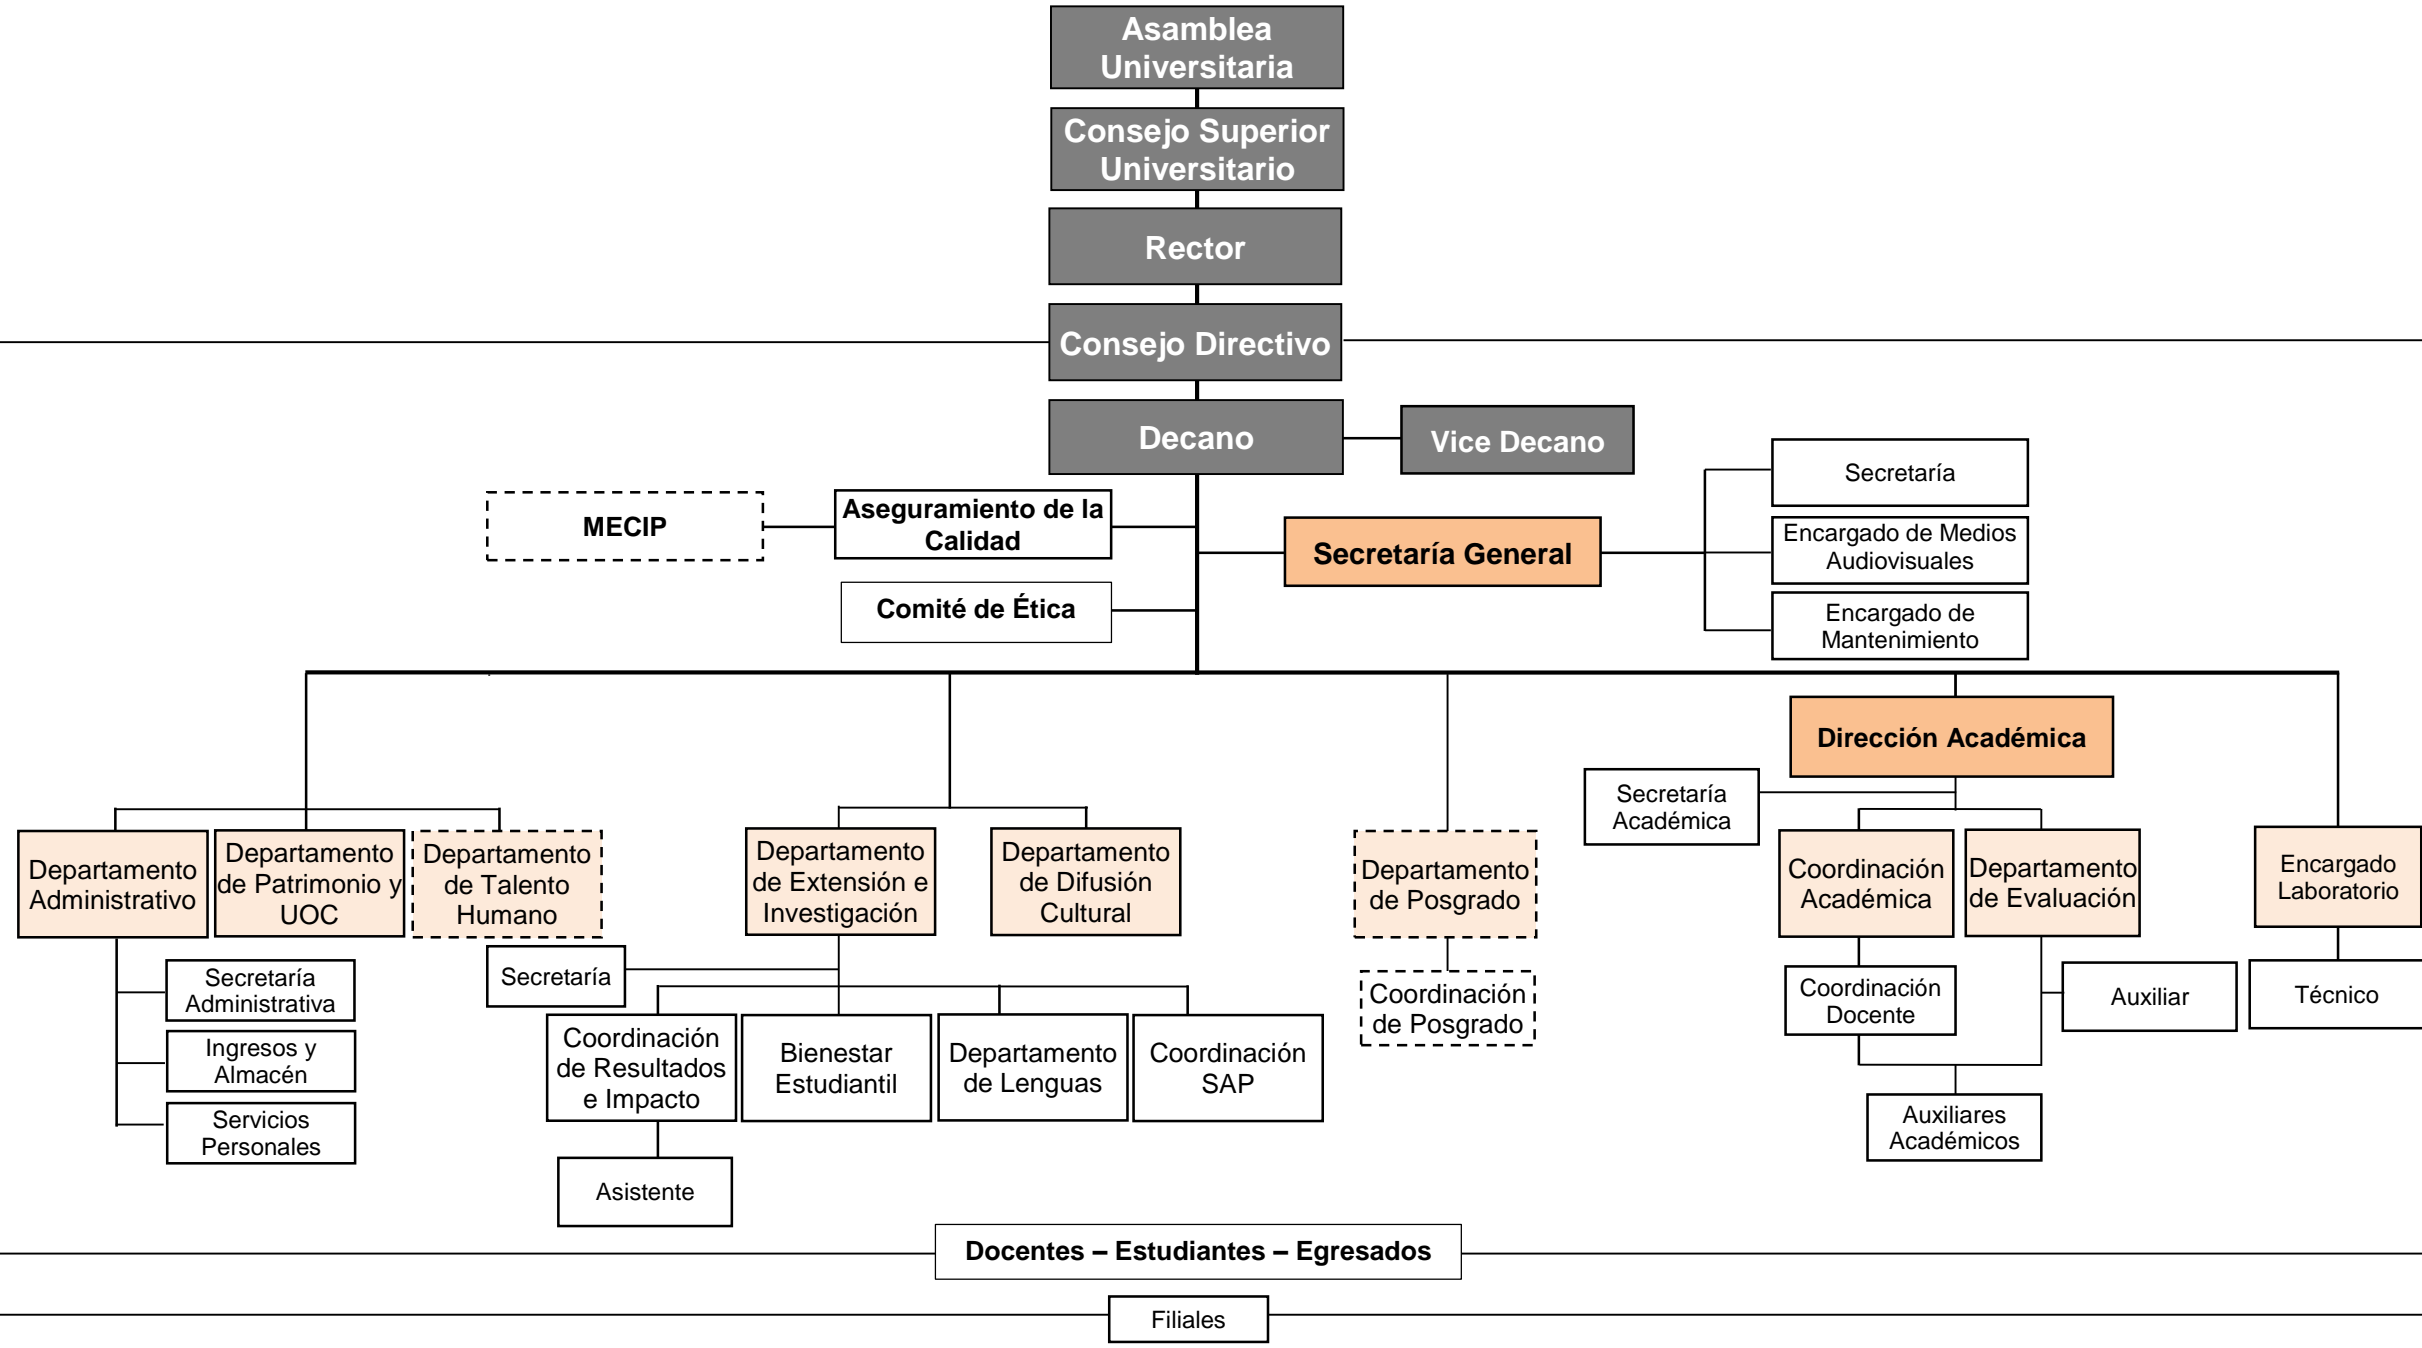 Asamblea
Universitaria
Consejo Superior
Universitario
Rector
Consejo Directivo
Decano
Vice Decano
Secretaría
MECIP
Aseguramiento de la
Calidad
Secretaría General
Encargado de Medios
Audiovisuales
Comité de Ética
Encargado de
Mantenimiento
Dirección Académica
Secretaría
Académica
Departamento
Administrativo
Departamento
de Patrimonio y
UOC
Departamento
de Talento
Humano
Departamento
de Extensión e
Investigación
Departamento
de Difusión
Cultural
Departamento
de Posgrado
Coordinación
Académica
Departamento
de Evaluación
Encargado
Laboratorio
Secretaría
Administrativa
Ingresos y
Almacén
Servicios
Personales
Secretaría
Coordinación
de Resultados
e Impacto
Bienestar
Estudiantil
Departamento
de Lenguas
Coordinación
SAP
Asistente
Coordinación
de Posgrado
Coordinación
Docente
Auxiliar
Técnico
Auxiliares
Académicos
Docentes – Estudiantes – Egresados
Filiales